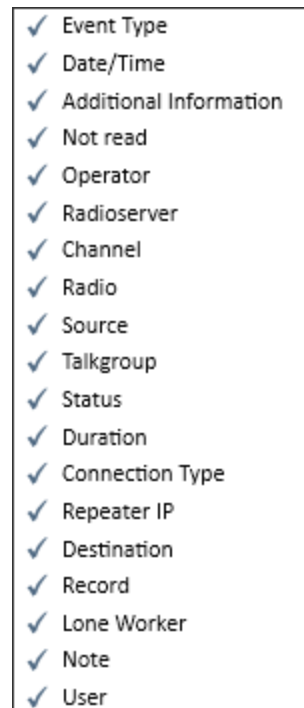 Event Type
Date/Time
Additional Information
Not read
Operator
Radioserver
Channel
Radio
Source
Talkgroup
Status
Duration
Connection Type
Repeater IP
Destination
Record
Lone Worker
Note
User